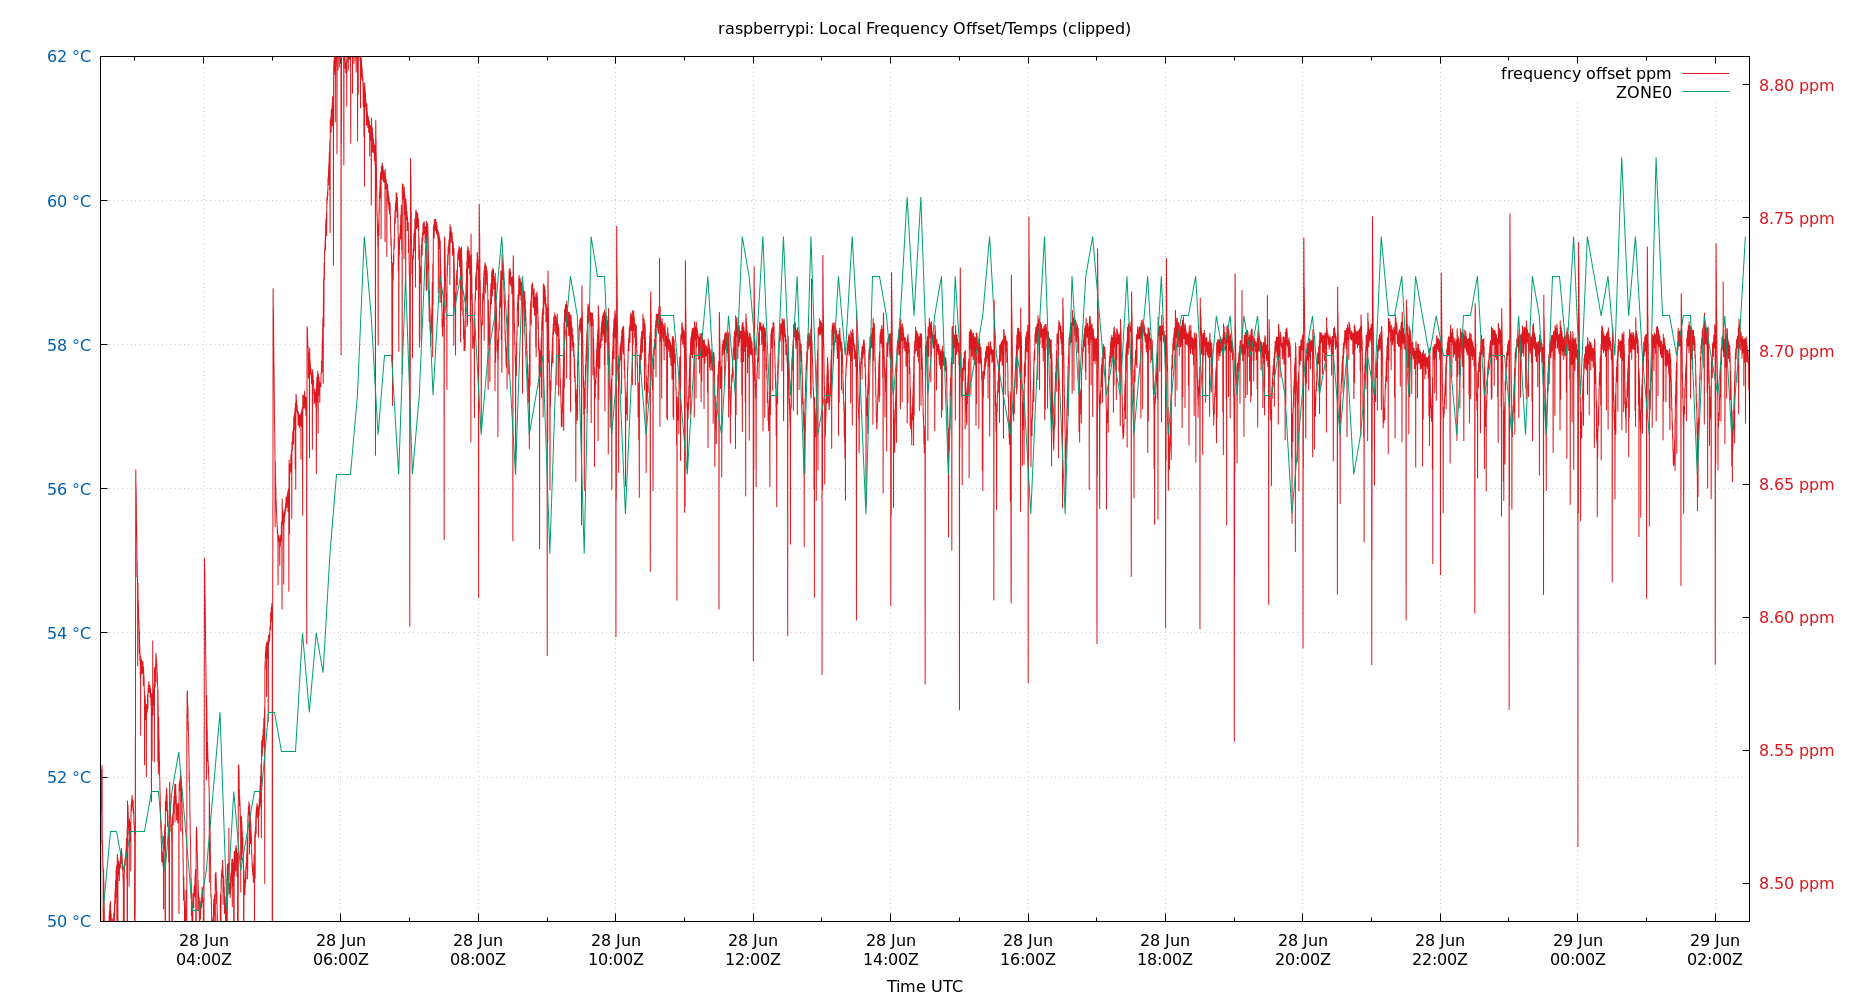 raspberrypi: Local Frequency Offset/Temps (clipped)
frequency offset ppm
ZONE0
62 °C
60 °C
58 °C
56 °C
54 °C
52 °C
50 °C
8.80 ppm
8.75 ppm
8.70 ppm
8.65 ppm
8.60 ppm
8.55 ppm
8.50 ppm
28 Jun
04:00Z
28 Jun
06:00Z
28 Jun
08:00Z
28 Jun
10:00Z
28 Jun
12:00Z
28 Jun
14:00Z
28 Jun
16:00Z
28 Jun
18:00Z
28 Jun
20:00Z
28 Jun
22:00Z
29 Jun
00:00Z
29 Jun
02:00Z
Time UTC